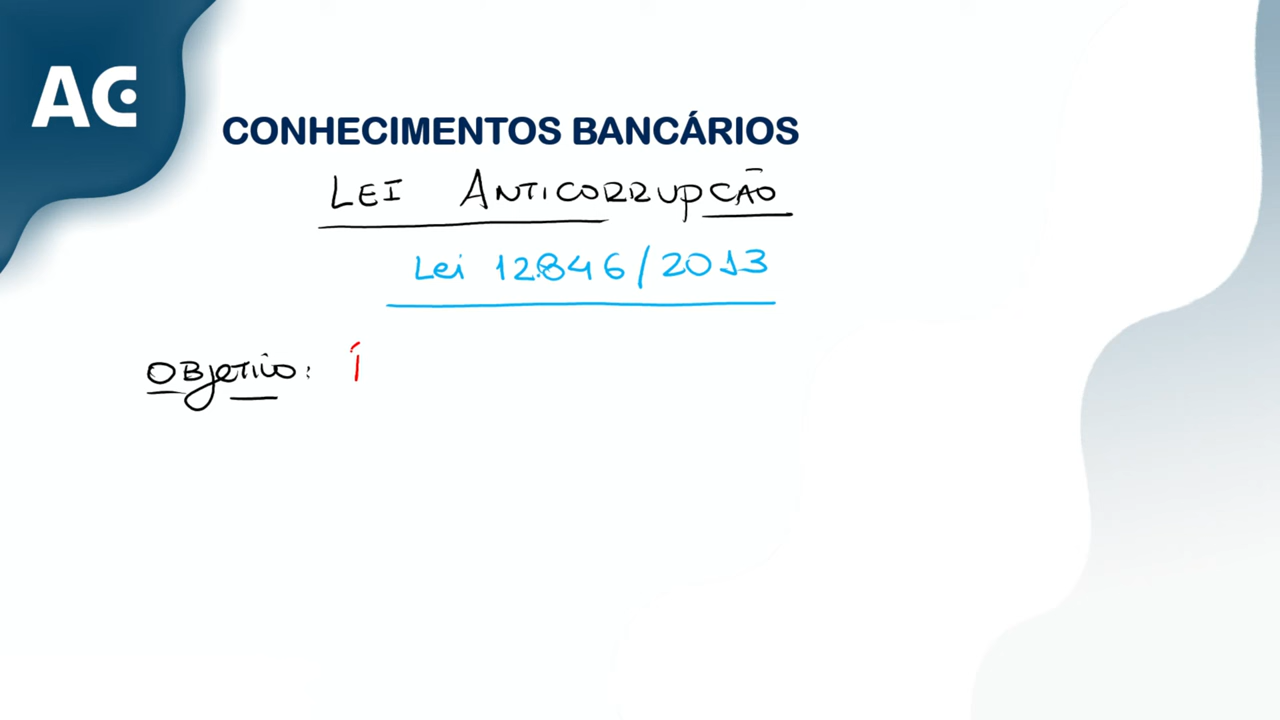 AC
CONHECIMENTOS BANCÁRIOS
LEI ANTICORRUPÇÃO
Lei 12.846/2013
OBJETIVO: I